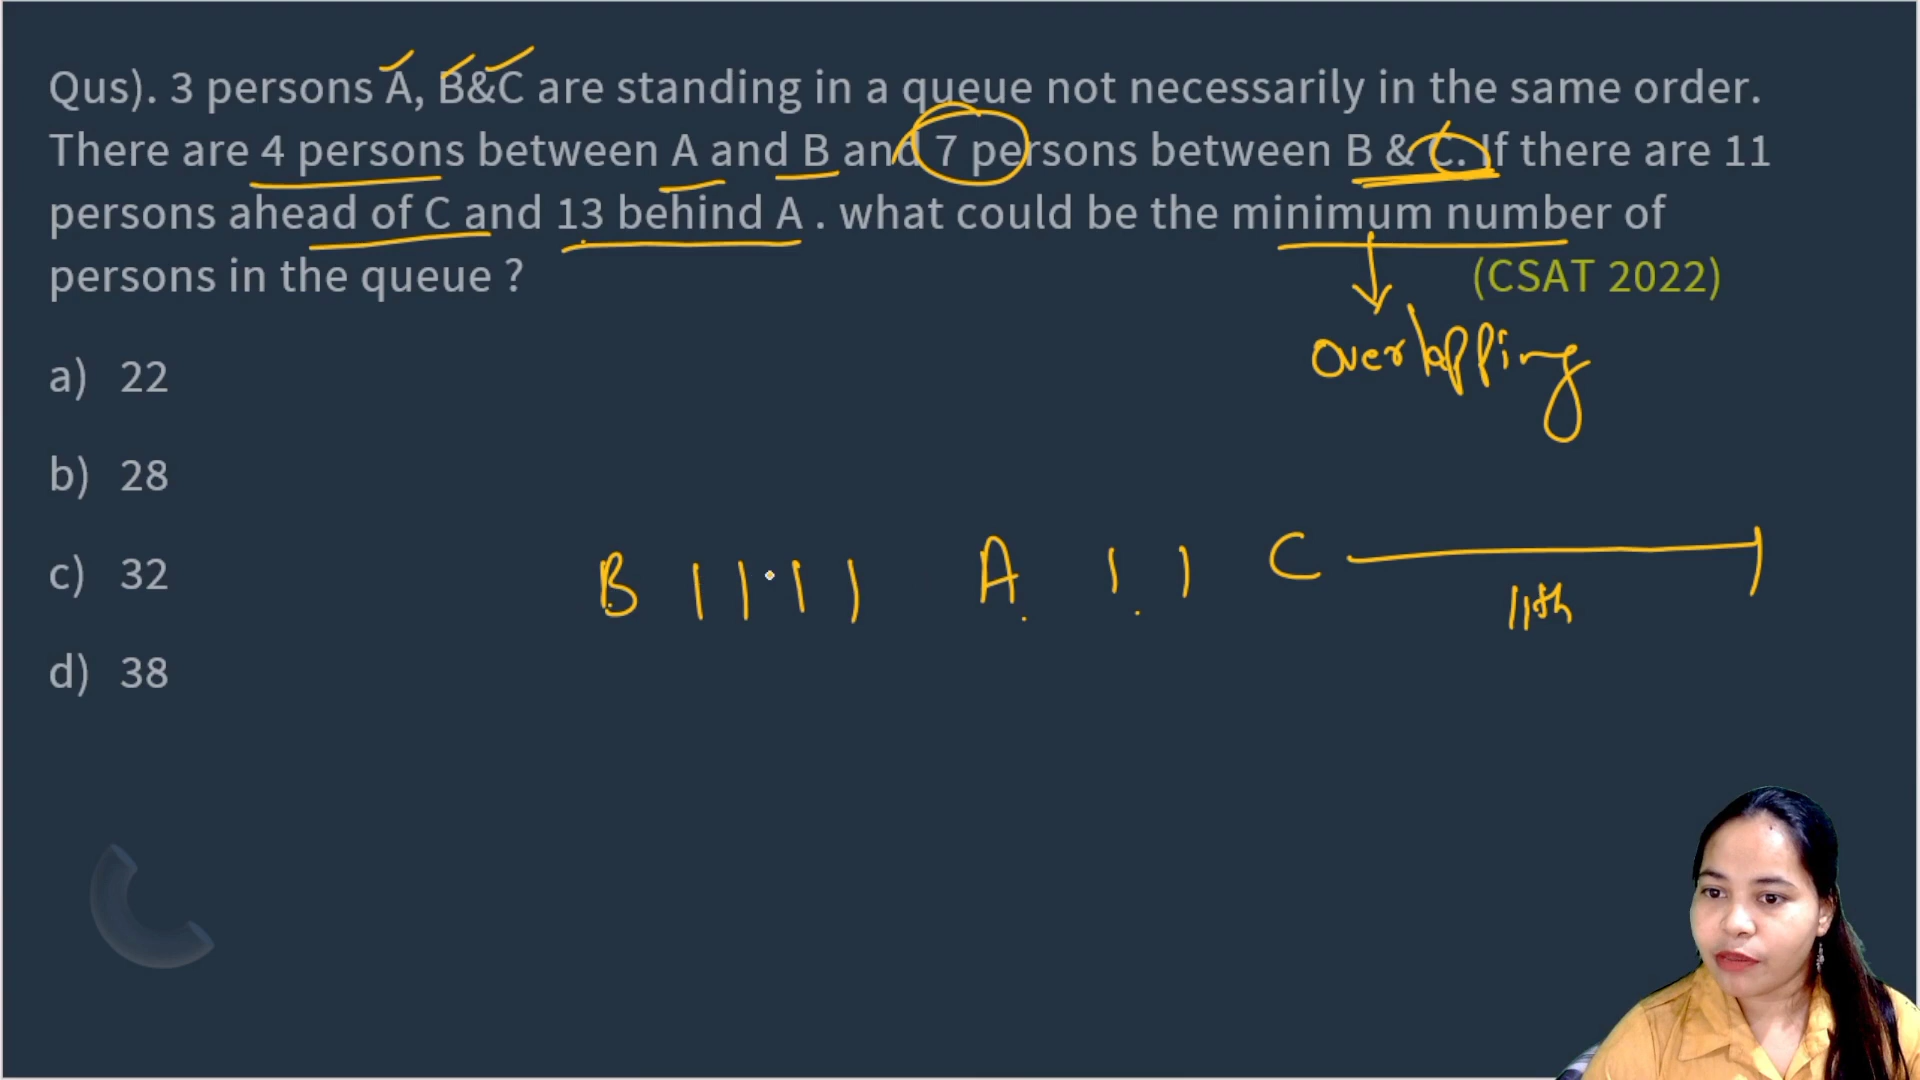 Qus). 3 persons A, B&C are standing in a queue not necessarily in the same order.
There are 4 persons between A and B and 7 persons between B & C. If there are 11
persons ahead of C and 13 behind A . what could be the minimum number of
persons in the queue ?
(CSAT 2022)
overlapping
a) 22
b) 28
c) 32
d) 38
B | | | | A | | C
11th